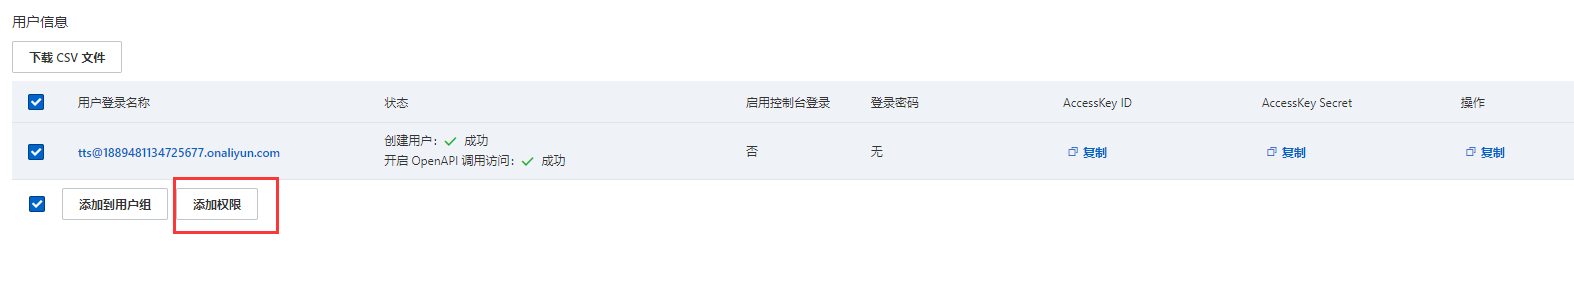 用户信息
下载 CSV 文件
用户登录名称 状态 启用控制台登录 登录密码 AccessKey ID AccessKey Secret 操作
创建用户： 成功
tts@1889481134725677.onaliyun.com 否 无 复制 复制 复制
开启 OpenAPI 调用访问： 成功
添加到用户组 添加权限